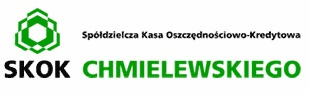 Spółdzielcza Kasa Oszczędnościowo-Kredytowa
SKOK CHMIELEWSKIEGO